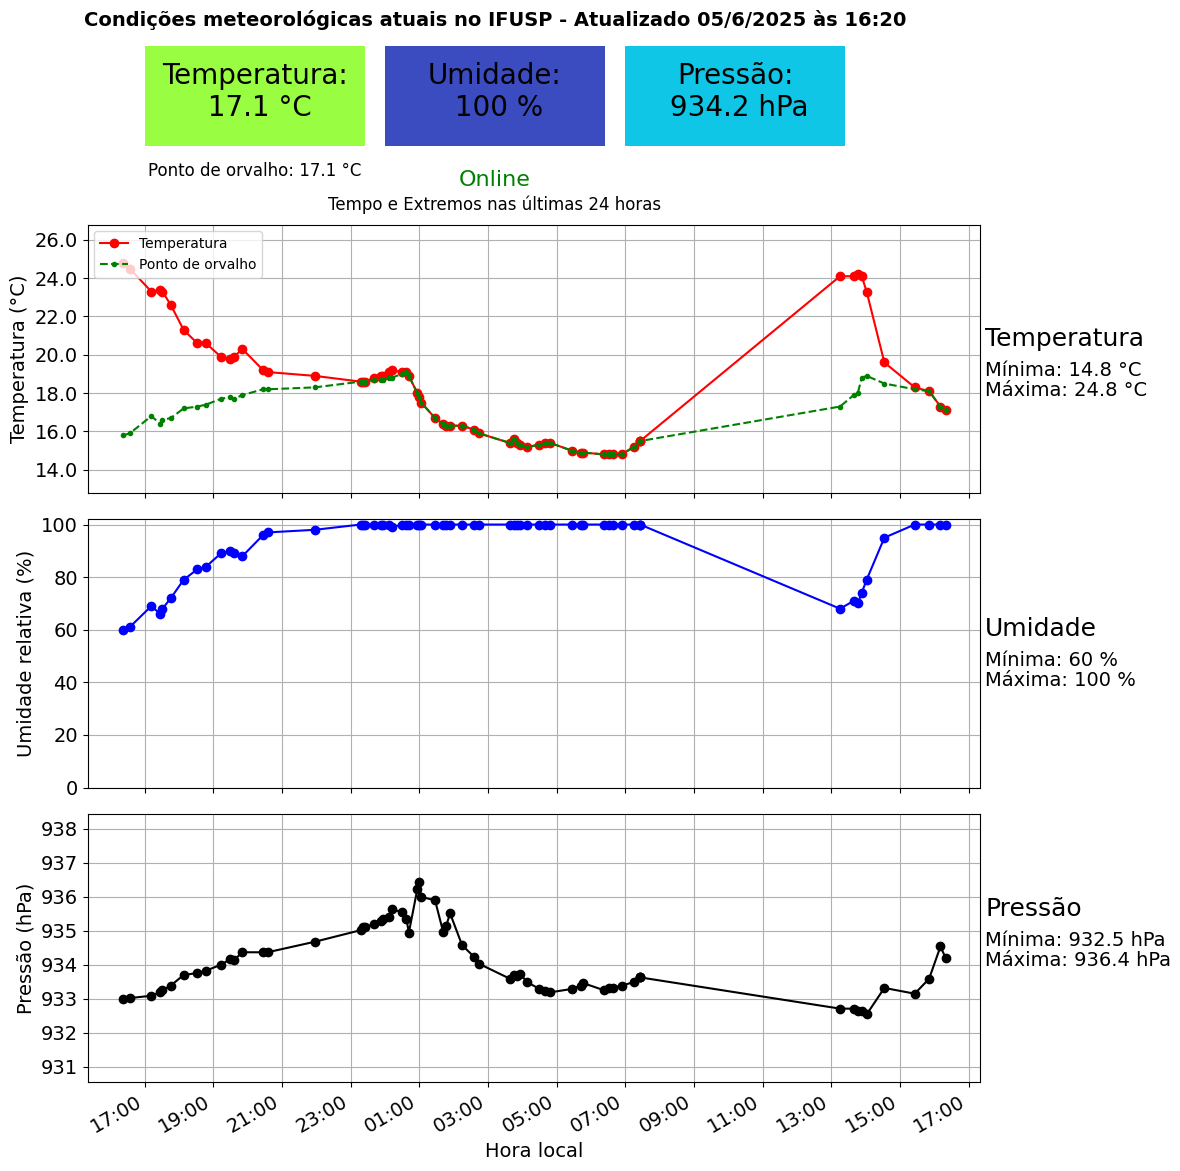 Condições meteorológicas atuais no IFUSP - Atualizado 05/6/2025 às 16:20
Temperatura:
17.1 °C
Umidade:
100 %
Pressão:
934.2 hPa
Ponto de orvalho: 17.1 °C
Online
Tempo e Extremos nas últimas 24 horas
Temperatura
Ponto de orvalho
Temperatura (°C)
26.0
24.0
22.0
20.0
18.0
16.0
14.0
Temperatura
Mínima: 14.8 °C
Máxima: 24.8 °C
Umidade relativa (%)
100
80
60
40
20
0
Umidade
Mínima: 60 %
Máxima: 100 %
Pressão (hPa)
938
937
936
935
934
933
932
931
Pressão
Mínima: 932.5 hPa
Máxima: 936.4 hPa
17:00 19:00 21:00 23:00 01:00 03:00 05:00 07:00 09:00 11:00 13:00 15:00 17:00
Hora local